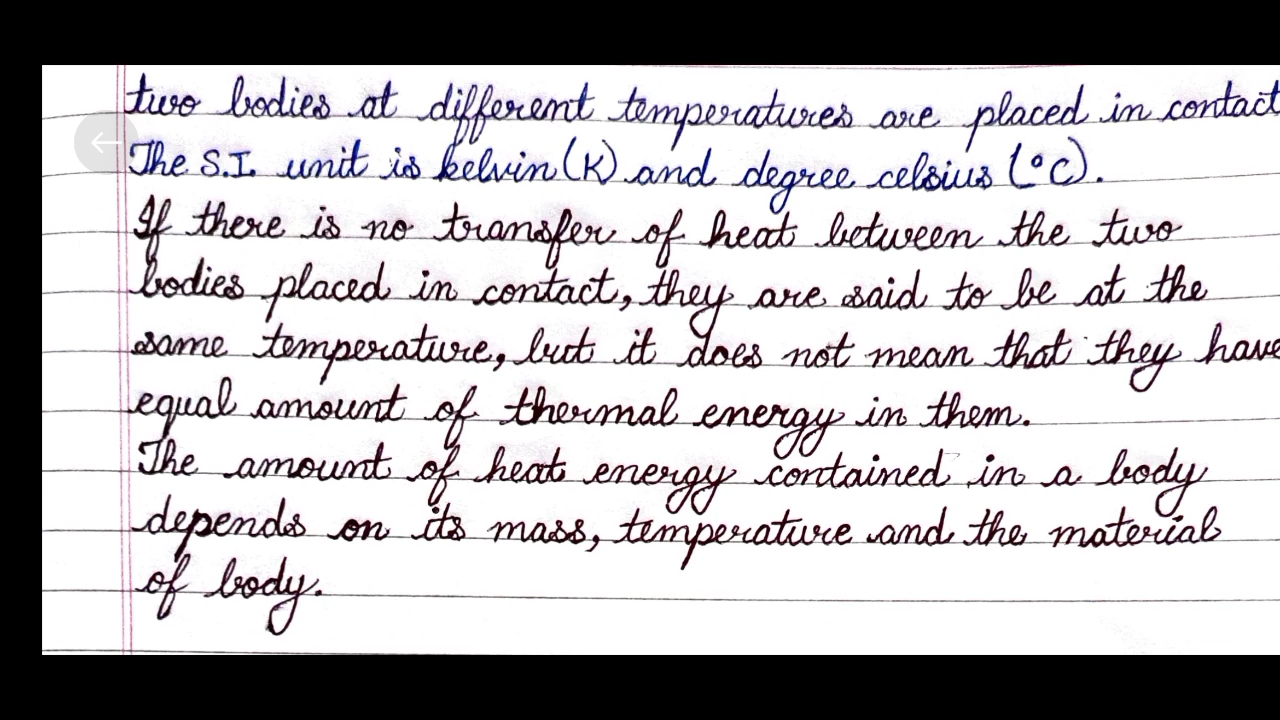 two bodies at different temperatures are placed in contact
The S.I. unit is kelvin (K) and degree celsius (°C).
If there is no transfer of heat between the two
bodies placed in contact, they are said to be at the
same temperature, but it does not mean that they have
equal amount of thermal energy in them.
The amount of heat energy contained in a body
depends on its mass, temperature and the material
of body.